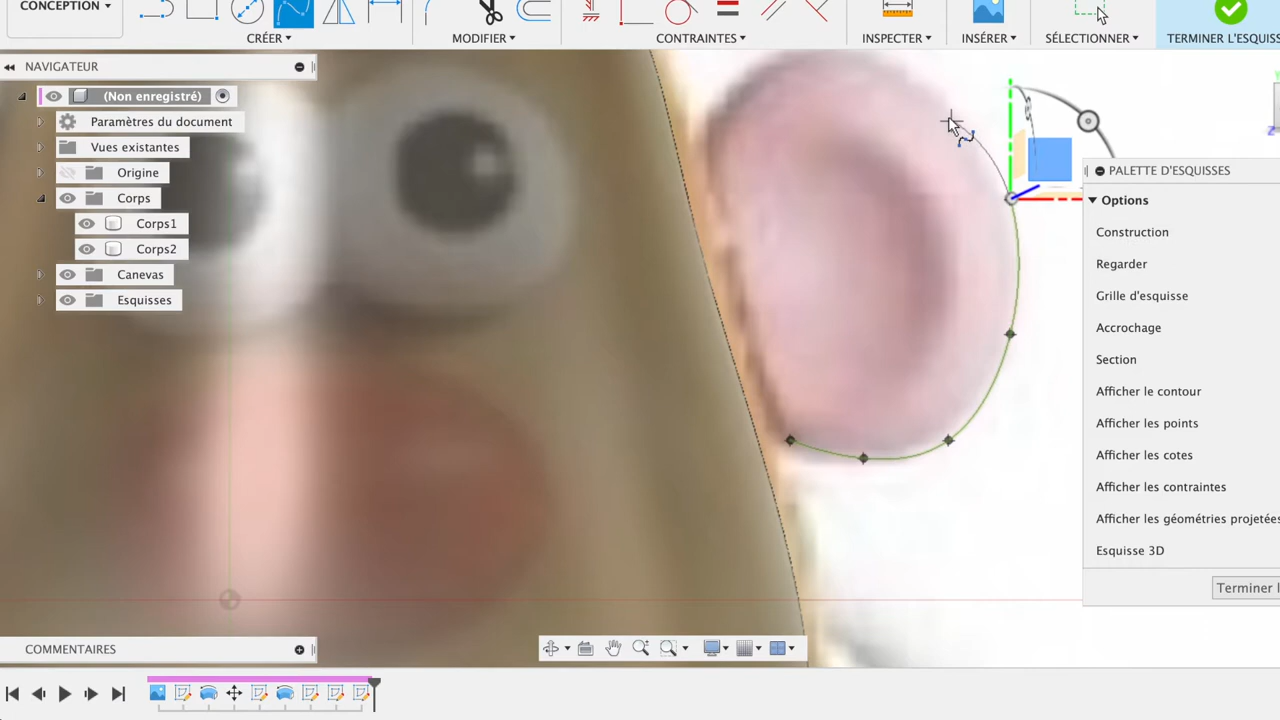 CONCEPTION
CRÉER
MODIFIER
CONTRAINTES
INSPECTER
INSÉRER
SÉLECTIONNER
TERMINER L'ESQUISS
NAVIGATEUR
(Non enregistré)
Paramètres du document
Vues existantes
Origine
Corps
Corps1
Corps2
Canevas
Esquisses
PALETTE D'ESQUISSES
Options
Construction
Regarder
Grille d'esquisse
Accrochage
Section
Afficher le contour
Afficher les points
Afficher les cotes
Afficher les contraintes
Afficher les géométries projetées
Esquisse 3D
Terminer l
COMMENTAIRES